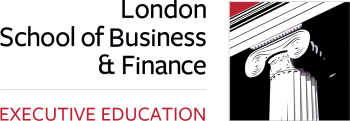 London
School of Business
& Finance
EXECUTIVE EDUCATION